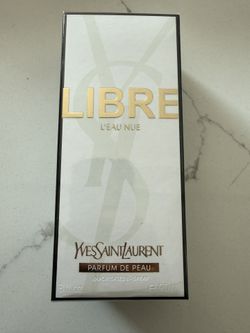 LIBRE
L'EAU NUE
YVESSAINTLAURENT
PARFUM DE PEAU